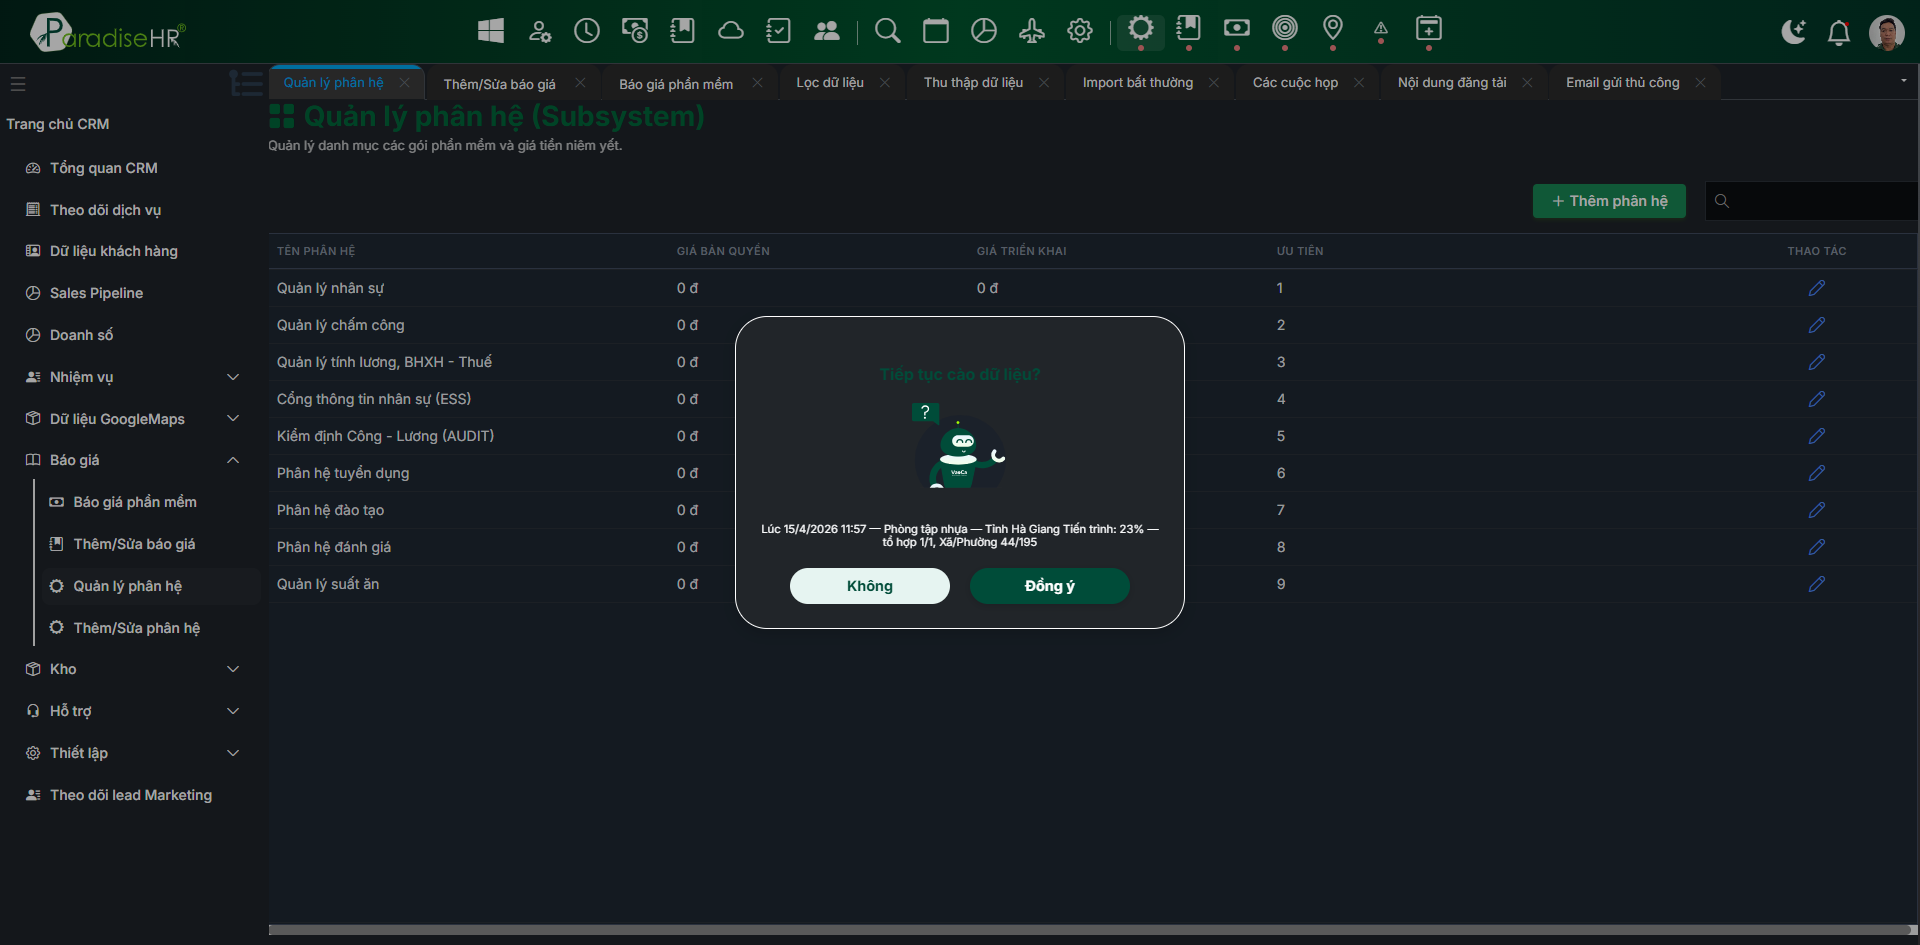 ParadiseHR®
Quản lý phân hệ
Thêm/Sửa báo giá
Báo giá phần mềm
Lọc dữ liệu
Thu thập dữ liệu
Import bất thường
Các cuộc họp
Nội dung đăng tải
Email gửi thủ công
Trang chủ CRM
Tổng quan CRM
Theo dõi dịch vụ
Dữ liệu khách hàng
Sales Pipeline
Doanh số
Nhiệm vụ
Dữ liệu GoogleMaps
Báo giá
Báo giá phần mềm
Thêm/Sửa báo giá
Quản lý phân hệ
Thêm/Sửa phân hệ
Kho
Hỗ trợ
Thiết lập
Theo dõi lead Marketing
Quản lý phân hệ (Subsystem)
Quản lý danh mục các gói phần mềm và giá tiền niêm yết.
+ Thêm phân hệ
TÊN PHÂN HỆ GIÁ BẢN QUYỀN GIÁ TRIỂN KHAI ƯU TIÊN THAO TÁC
Quản lý nhân sự 0 đ 0 đ 1
Quản lý chấm công 0 đ 2
Quản lý tính lương, BHXH - Thuế 0 đ 3
Cổng thông tin nhân sự (ESS) 0 đ 4
Kiểm định Công - Lương (AUDIT) 0 đ 5
Phân hệ tuyển dụng 0 đ 6
Phân hệ đào tạo 0 đ 7
Phân hệ đánh giá 0 đ 8
Quản lý suất ăn 0 đ 9
Tiếp tục cào dữ liệu?
?
VaeCa
Lúc 15/4/2026 11:57 — Phòng tập nhựa — Tỉnh Hà Giang Tiến trình: 23% —
tổ hợp 1/1, Xã/Phường 44/195
Không
Đồng ý